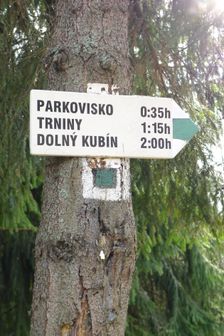 PARKOVISKO 0:35h
TRNINY 1:15h
DOLNÝ KUBÍN 2:00h